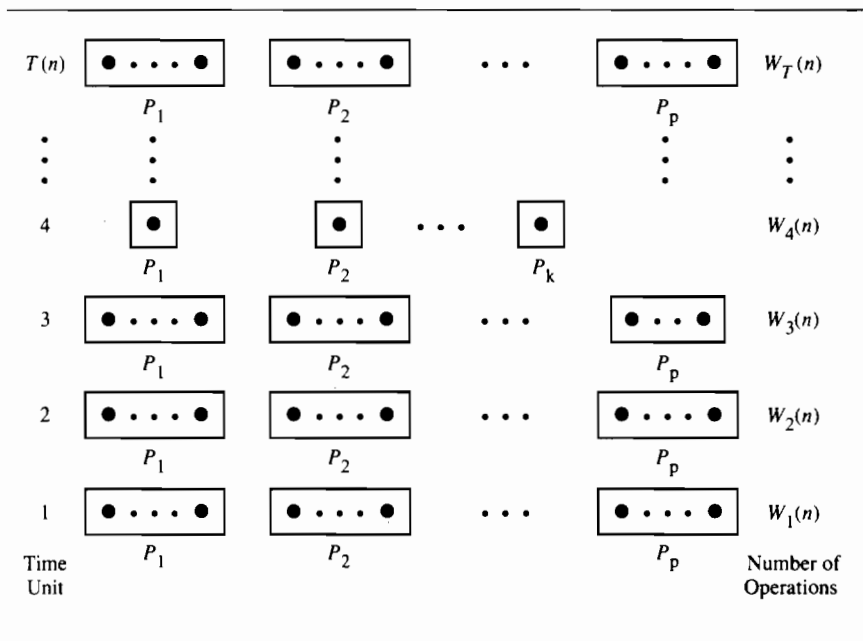 T(n) . . . W_T(n)
P_1 P_2 P_p
4 . . . W_4(n)
P_1 P_2 P_k
3 . . . W_3(n)
P_1 P_2 P_p
2 . . . W_2(n)
P_1 P_2 P_p
1 . . . W_1(n)
P_1 P_2 P_p
Time Unit
Number of Operations